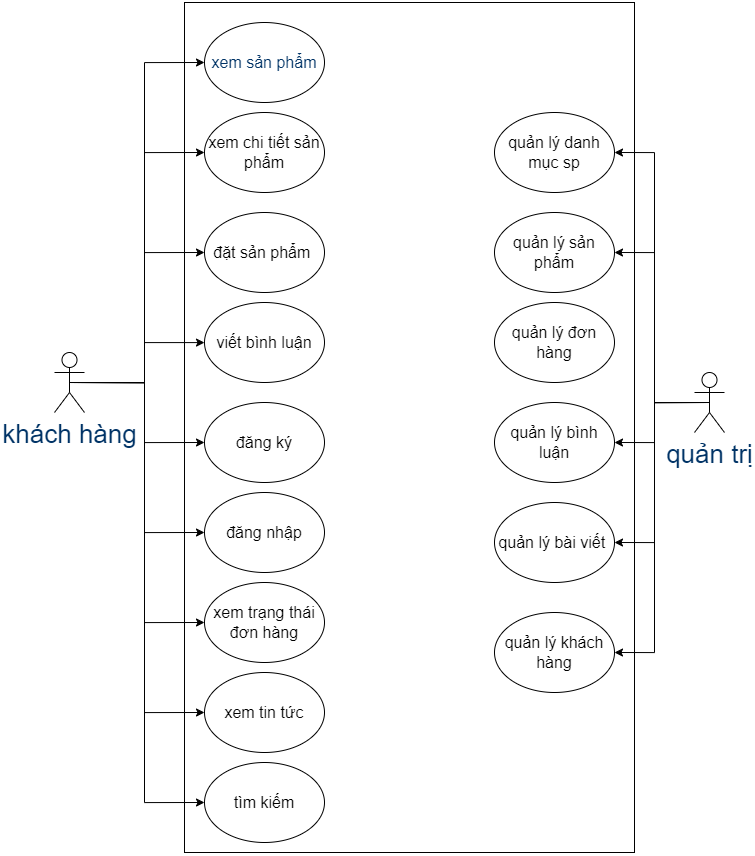 xem sản phẩm
xem chi tiết sản
phẩm
đặt sản phẩm
viết bình luận
đăng ký
đăng nhập
xem trạng thái
đơn hàng
xem tin tức
tìm kiếm
khách hàng
quản lý danh
mục sp
quản lý sản
phẩm
quản lý đơn
hàng
quản lý bình
luận
quản lý bài viết
quản lý khách
hàng
quản trị